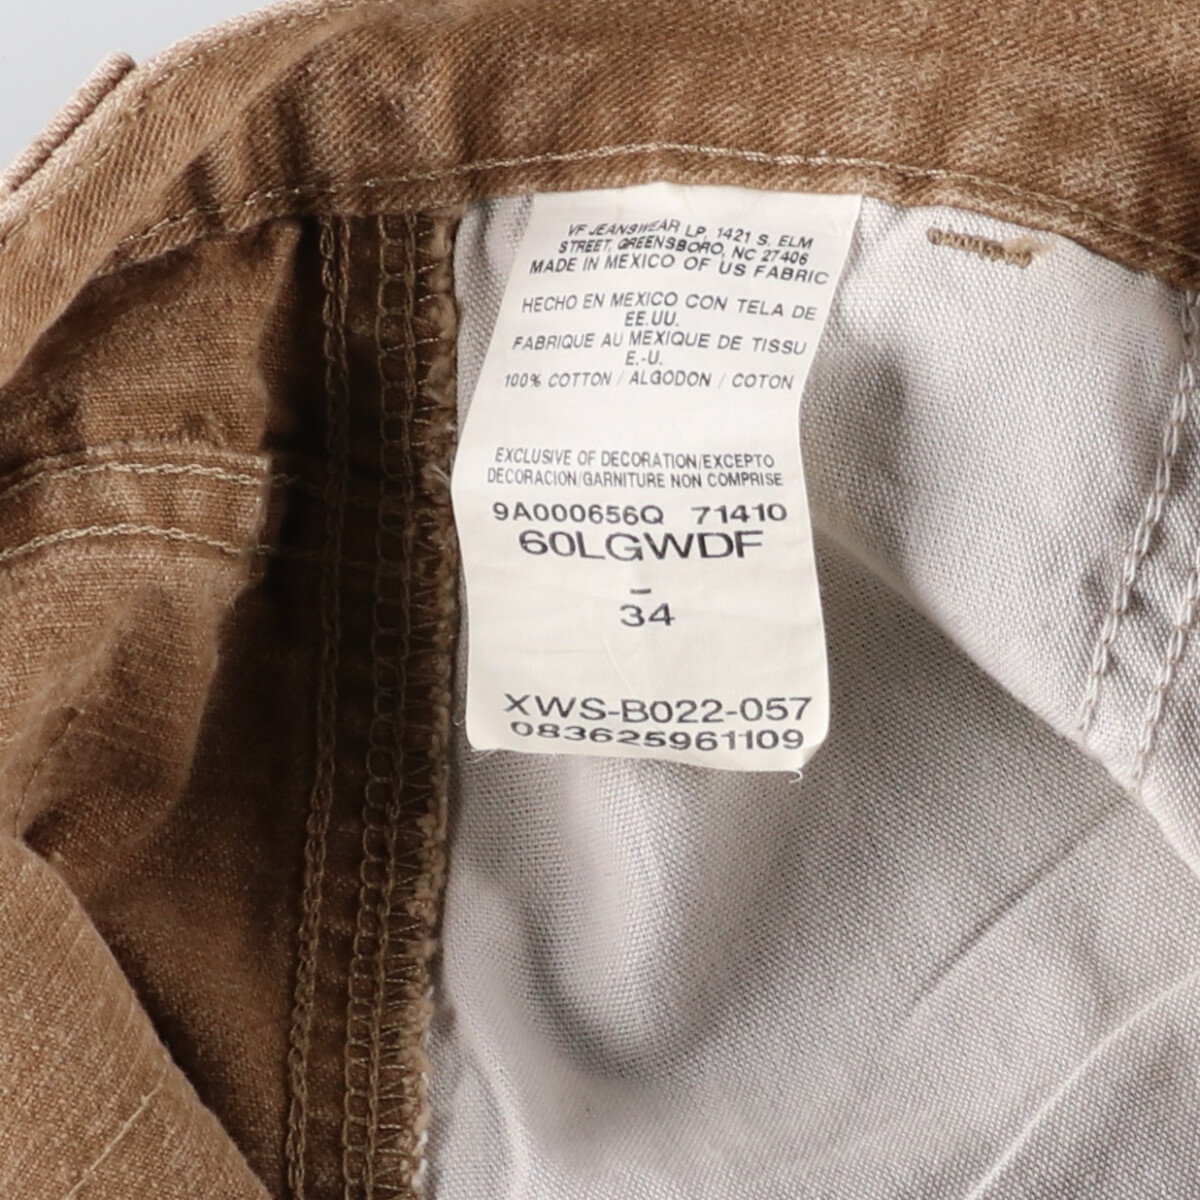 VF JEANSWEAR LP, 1421 S. ELM
STREET, GREENSBORO, NC 27406
MADE IN MEXICO OF US FABRIC
HECHO EN MEXICO CON TELA DE
EE.UU.
FABRIQUE AU MEXIQUE DE TISSU
E.-U.
100% COTTON / ALGODON / COTON
EXCLUSIVE OF DECORATION/EXCEPTO
DECORACION/GARNITURE NON COMPRISE
9A000656Q 71410
60LGWDF
-
34
XWS-B022-057
083625961109